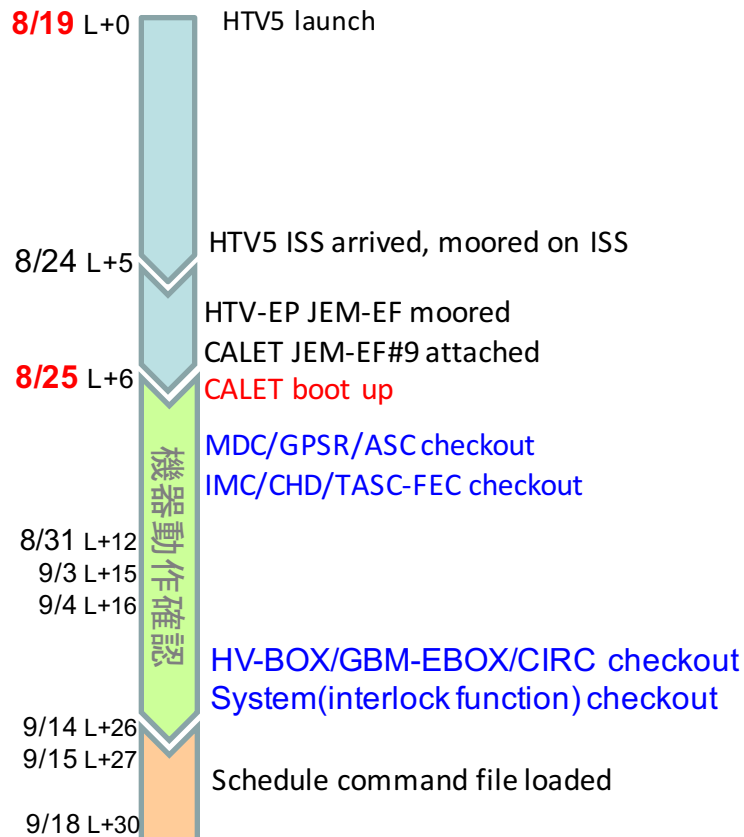 8/19 L+0 HTV5 launch
HTV5 ISS arrived, moored on ISS
8/24 L+5
HTV-EP JEM-EF moored
CALET JEM-EF#9 attached
8/25 L+6 CALET boot up
MDC/GPSR/ASC checkout
IMC/CHD/TASC-FEC checkout
機器動作確認
8/31 L+12
9/3 L+15
9/4 L+16
HV-BOX/GBM-EBOX/CIRC checkout
System(interlock function) checkout
9/14 L+26
9/15 L+27
Schedule command file loaded
9/18 L+30